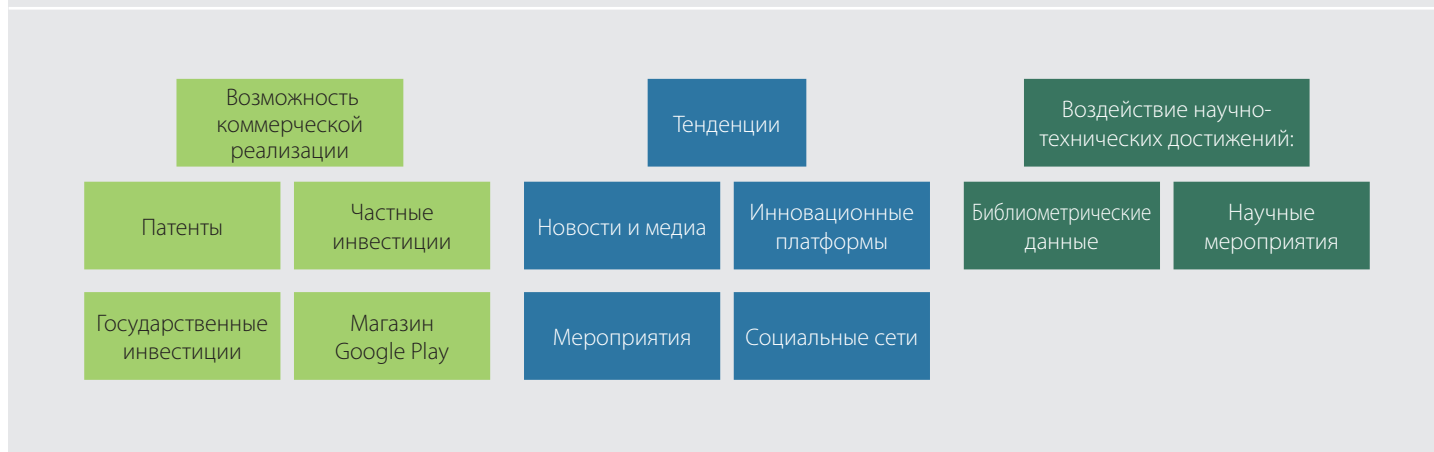 Возможность
коммерческой
реализации
Патенты
Частные
инвестиции
Государственные
инвестиции
Магазин
Google Play
Тенденции
Новости и медиа
Инновационные
платформы
Мероприятия
Социальные сети
Воздействие научно-
технических достижений:
Библиометрические
данные
Научные
мероприятия